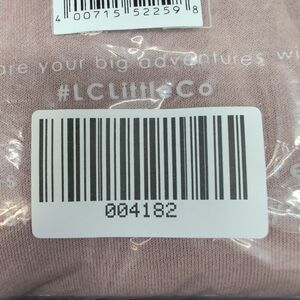 4 00715 52259 8
are your big adventures w
#LCLittleCo
004182